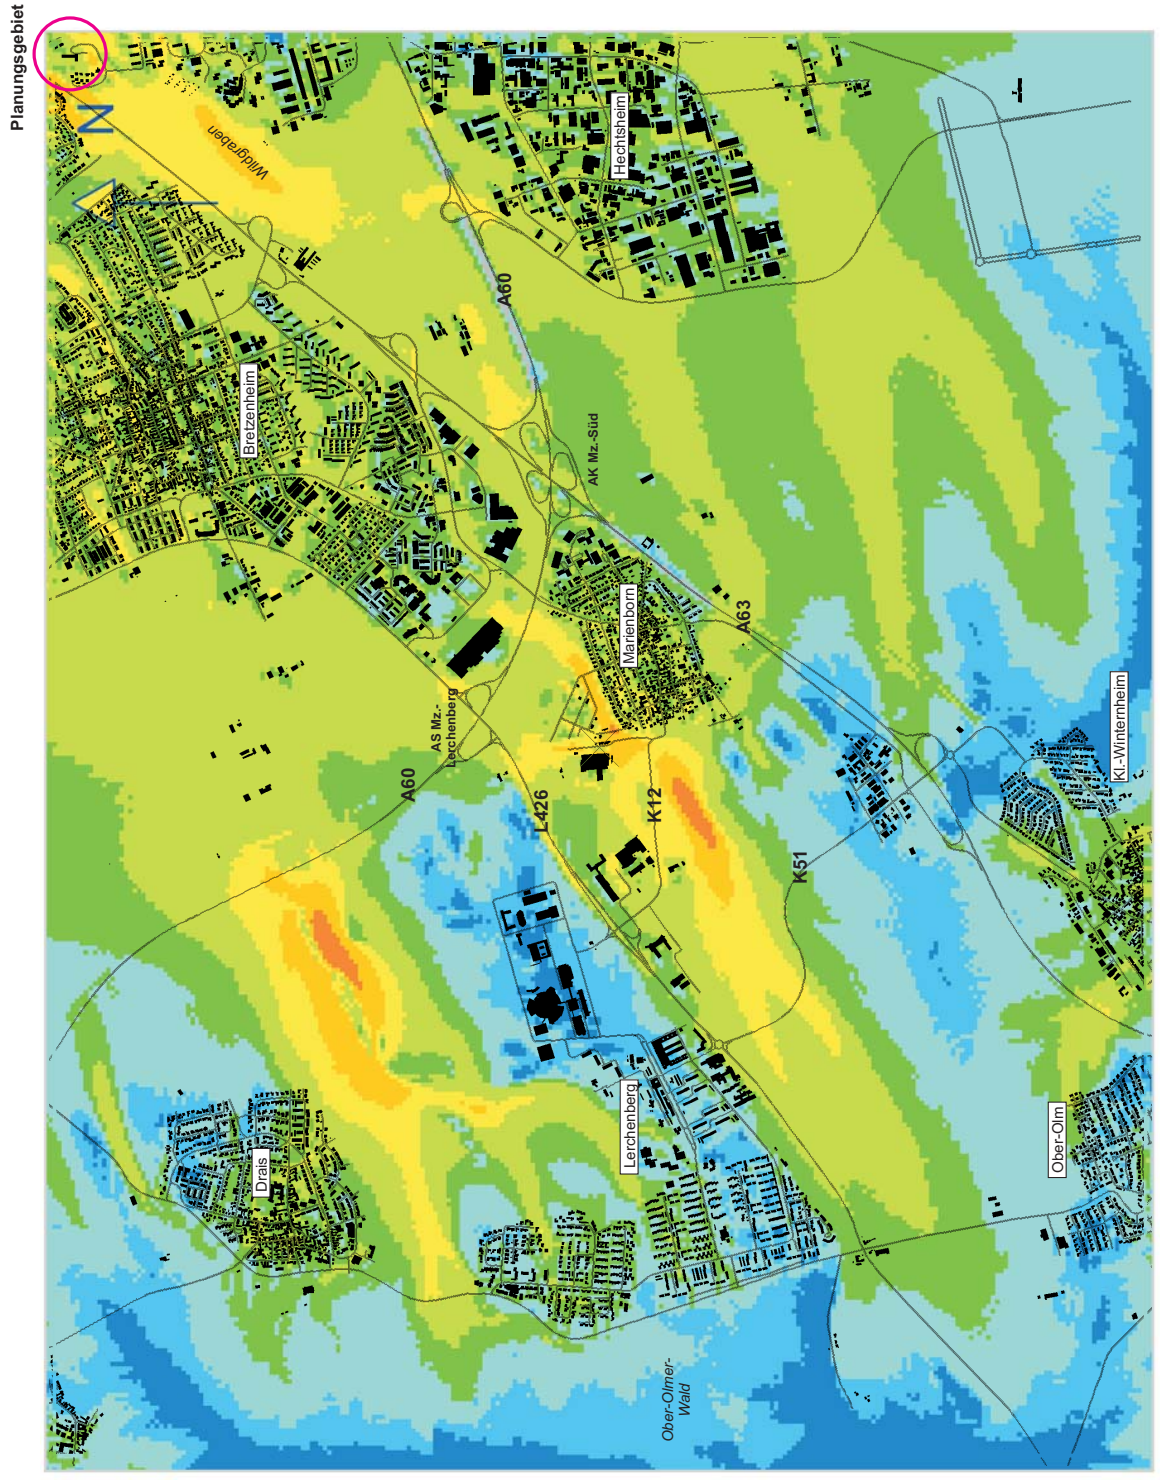 Planungsgebiet
N
Wildgraben
Hechtsheim
A60
Bretzenheim
AK Mz.-Süd
Marienborn
A63
AS Mz.-
Lerchenberg
A60
L426
K12
Kl.-Winternheim
K51
Lerchenberg
Drais
Ober-Olm
Ober-Olmer-
Wald